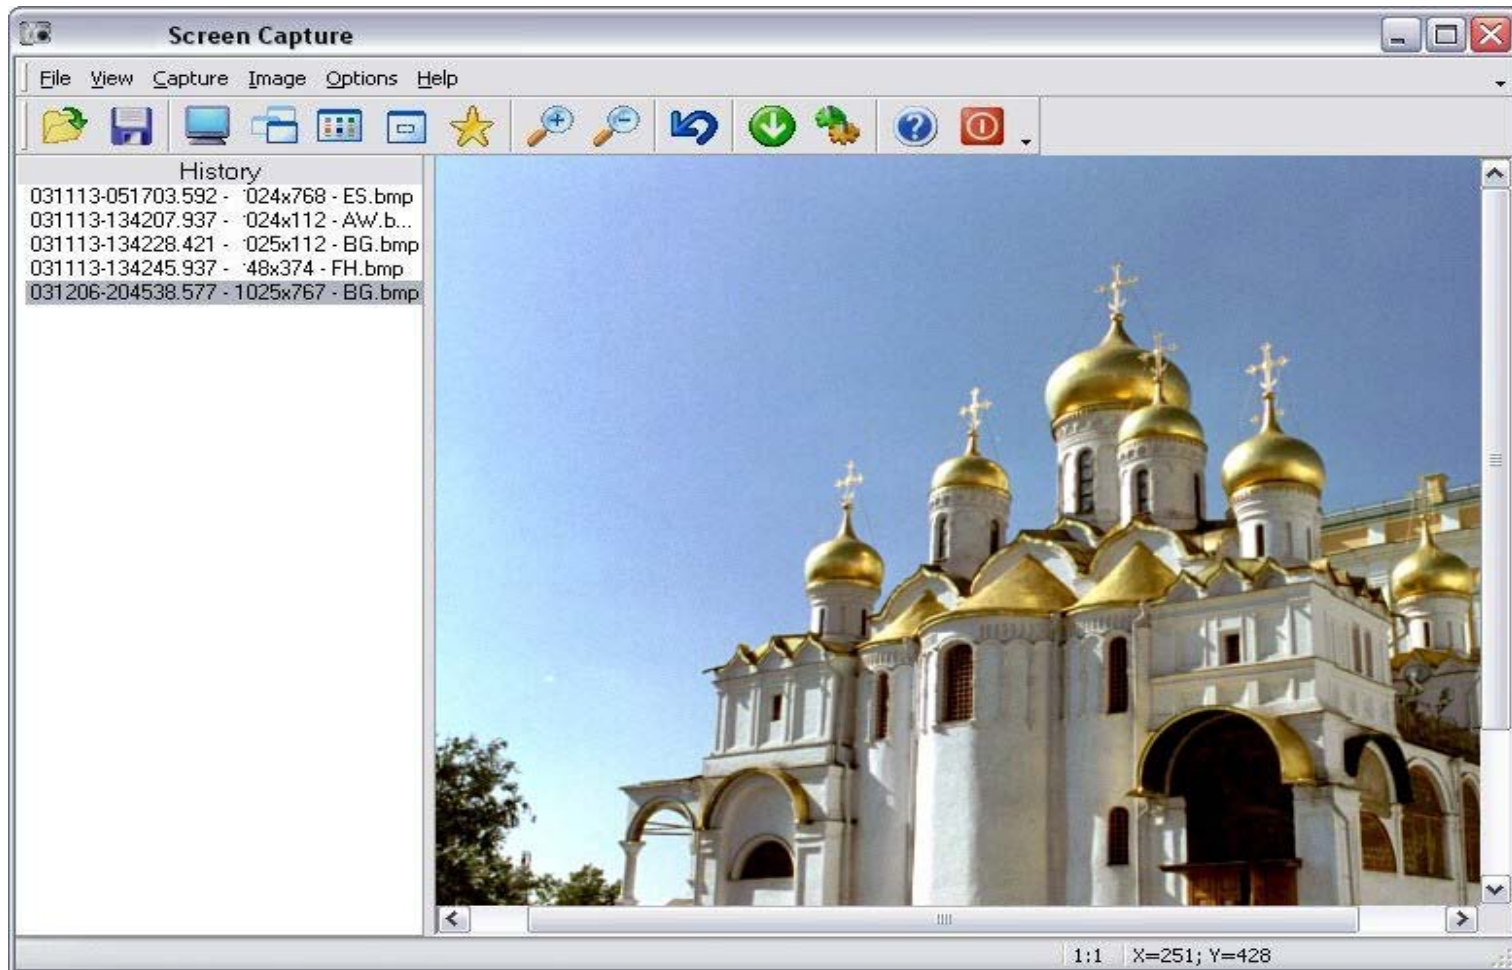 Screen Capture
File View Capture Image Options Help
History
031113-051703.592 - 024x768 - ES.bmp
031113-134207.937 - 024x112 - AW.b...
031113-134228.421 - 025x112 - BG.bmp
031113-134245.937 - 48x374 - FH.bmp
031206-204538.577 - 1025x767 - BG.bmp
1:1 X=251; Y=428